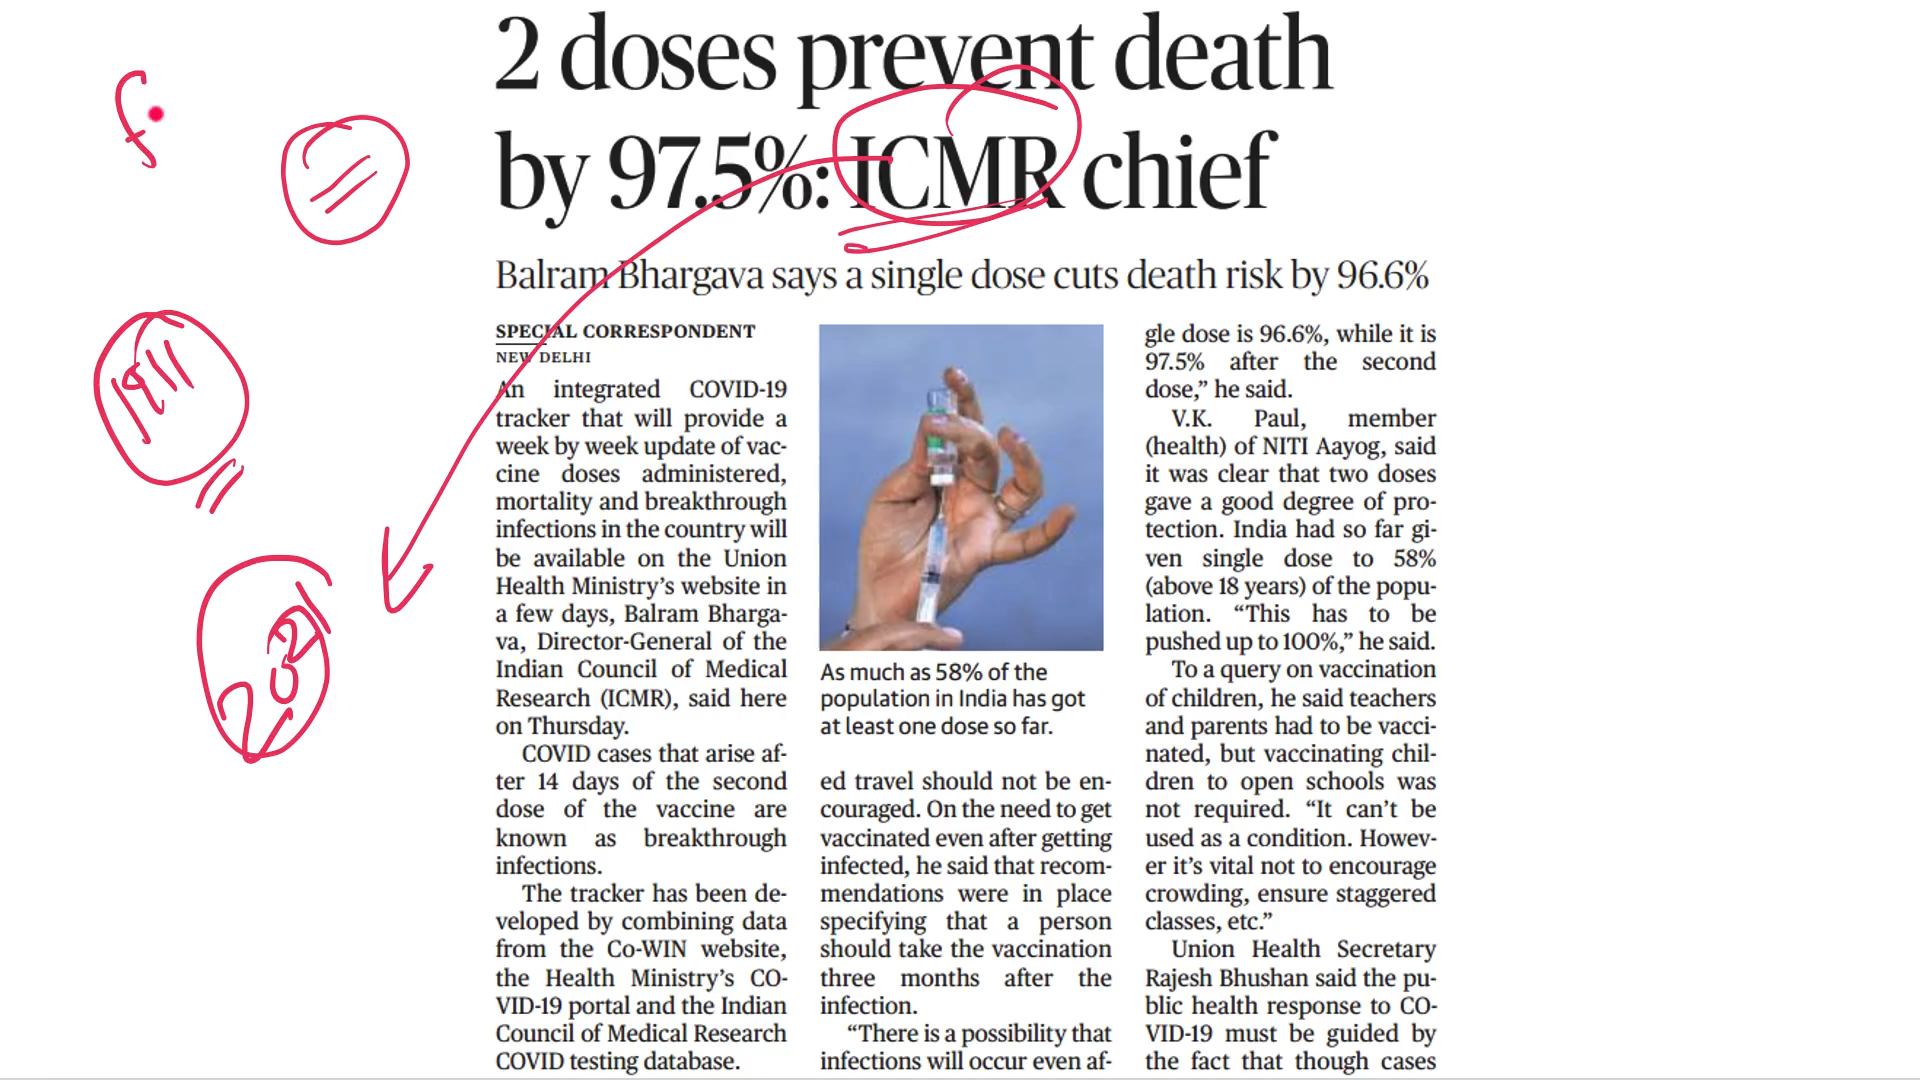 2 doses prevent death
by 97.5%: ICMR chief
Balram Bhargava says a single dose cuts death risk by 96.6%
SPECIAL CORRESPONDENT
NEW DELHI
An integrated COVID-19
tracker that will provide a
week by week update of vac-
cine doses administered,
mortality and breakthrough
infections in the country will
be available on the Union
Health Ministry's website in
a few days, Balram Bharga-
va, Director-General of the
Indian Council of Medical
Research (ICMR), said here
on Thursday.
COVID cases that arise af-
ter 14 days of the second
dose of the vaccine are
known as breakthrough
infections.
The tracker has been de-
veloped by combining data
from the Co-WIN website,
the Health Ministry's CO-
VID-19 portal and the Indian
Council of Medical Research
COVID testing database.
As much as 58% of the
population in India has got
at least one dose so far.
ed travel should not be en-
couraged. On the need to get
vaccinated even after getting
infected, he said that recom-
mendations were in place
specifying that a person
should take the vaccination
three months after the
infection.
“There is a possibility that
infections will occur even af-
gle dose is 96.6%, while it is
97.5% after the second
dose,” he said.
V.K. Paul, member
(health) of NITI Aayog, said
it was clear that two doses
gave a good degree of pro-
tection. India had so far gi-
ven single dose to 58%
(above 18 years) of the popu-
lation. “This has to be
pushed up to 100%,” he said.
To a query on vaccination
of children, he said teachers
and parents had to be vacci-
nated, but vaccinating chil-
dren to open schools was
not required. “It can't be
used as a condition. Howev-
er it's vital not to encourage
crowding, ensure staggered
classes, etc.”
Union Health Secretary
Rajesh Bhushan said the pu-
blic health response to CO-
VID-19 must be guided by
the fact that though cases
1911
2021